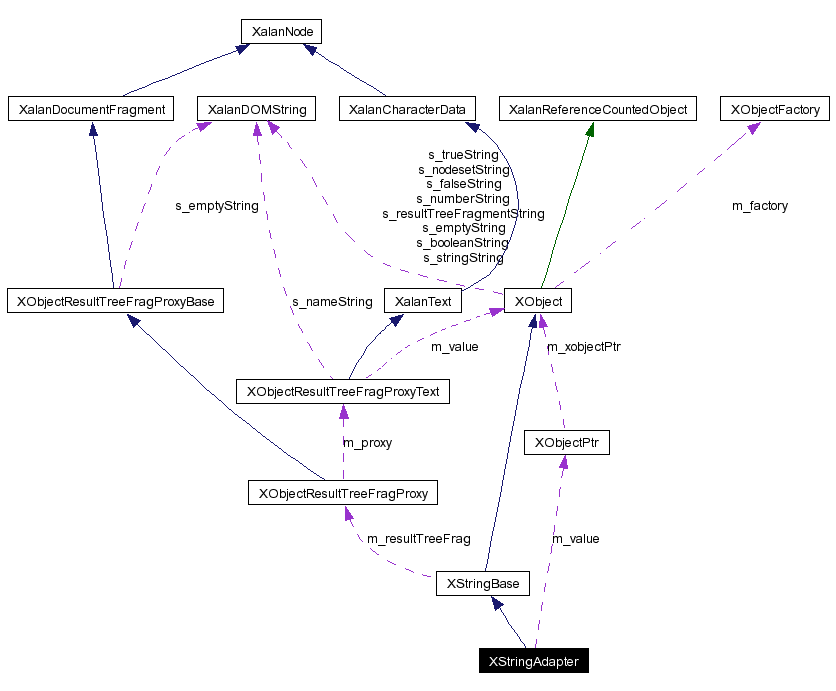 XalanNode
XalanDocumentFragment
XalanDOMString
XalanCharacterData
XalanReferenceCountedObject
XObjectFactory
s_trueString
s_nodesetString
s_falseString
s_numberString
s_resultTreeFragmentString
s_emptyString
s_booleanString
s_stringString
s_emptyString
m_factory
XObjectResultTreeFragProxyBase
s_nameString
XalanText
XObject
m_value
m_xobjectPtr
XObjectResultTreeFragProxyText
m_proxy
XObjectPtr
XObjectResultTreeFragProxy
m_resultTreeFrag
m_value
XStringBase
XStringAdapter